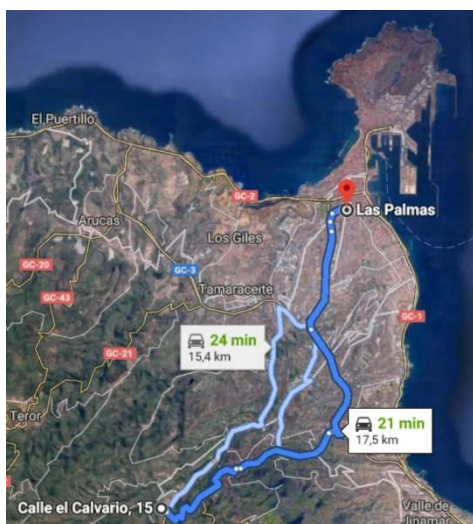 El Puertillo
GC-2
Las Palmas
Arucas
Los Giles
GC-20
GC-3
GC-43
Tamaraceite
GC-1
GC-21
24 min
15,4 km
Teror
21 min
17,5 km
Calle el Calvario, 15
Valle de
Jinamar